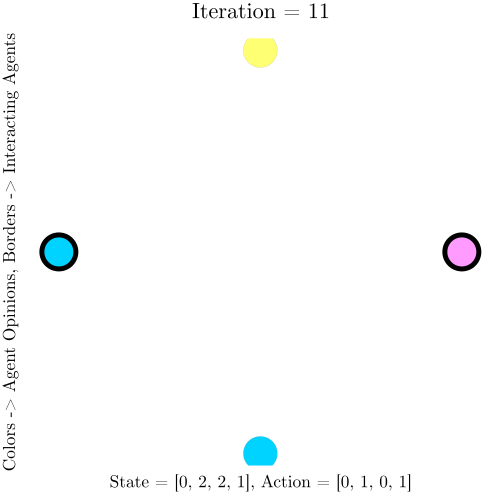 Iteration = 11
Colors -> Agent Opinions, Borders -> Interacting Agents
State = [0, 2, 2, 1], Action = [0, 1, 0, 1]